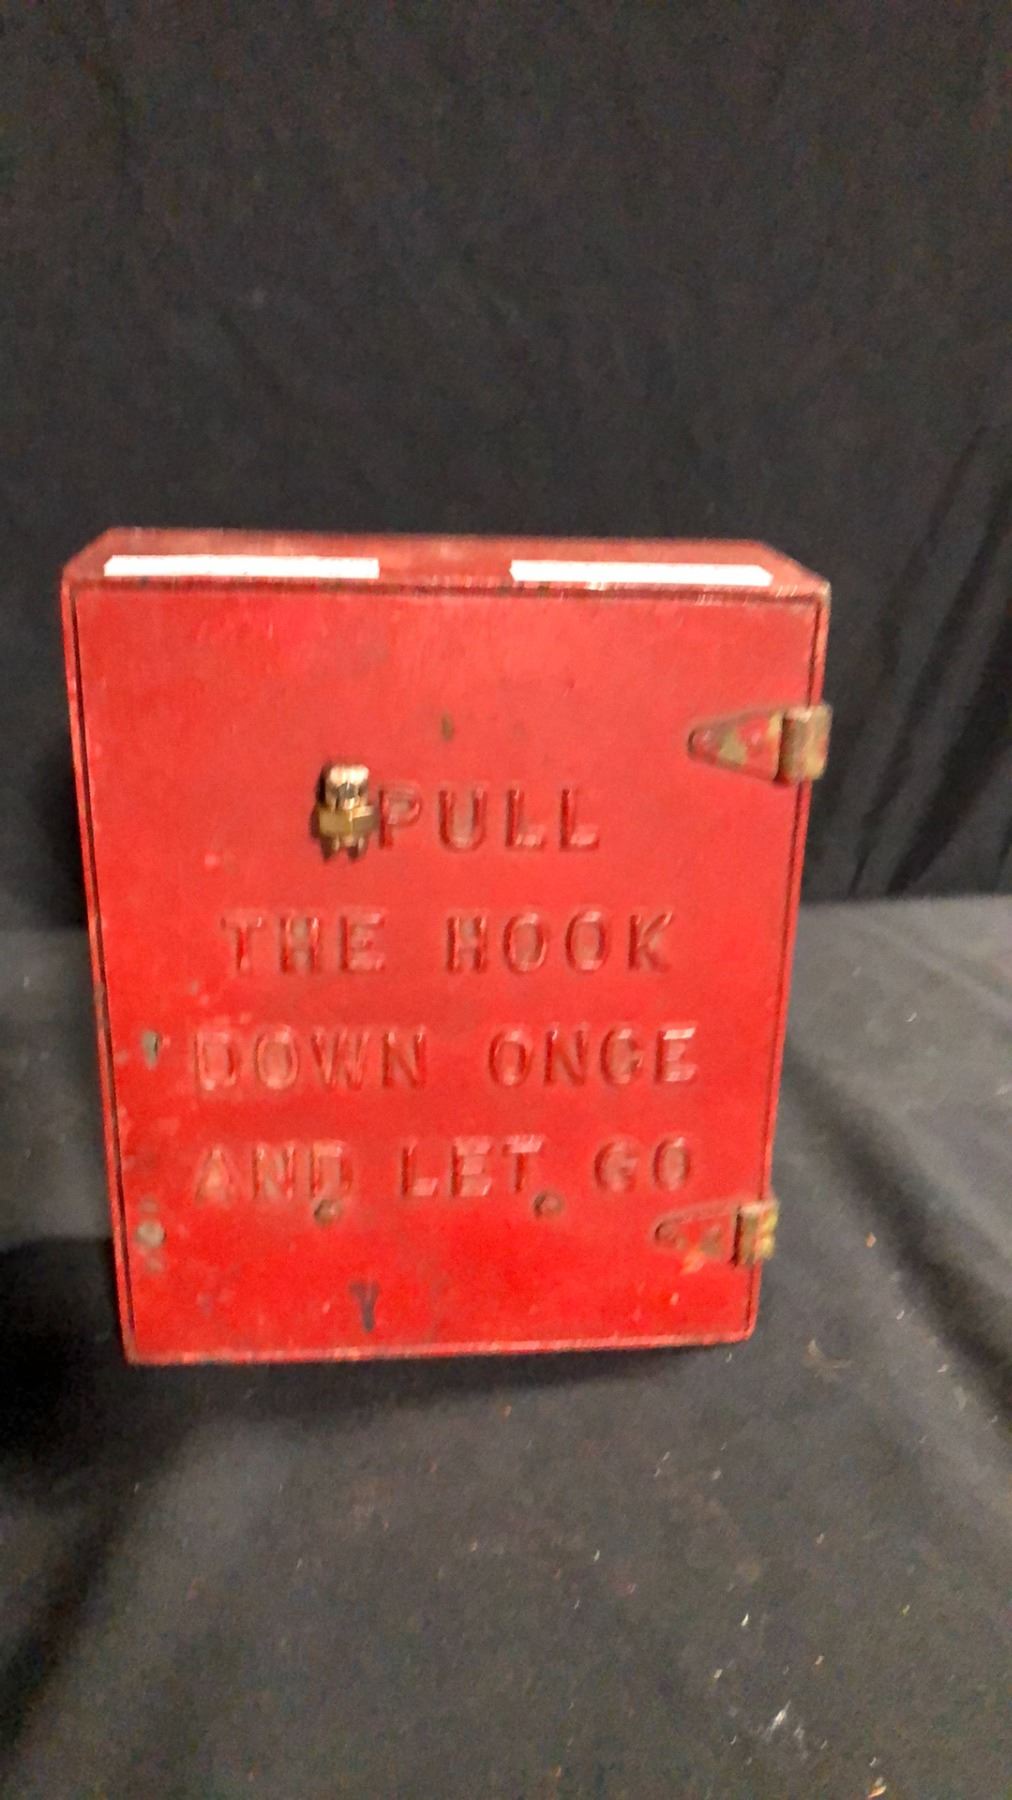 PULL
THE HOOK
DOWN ONCE
AND LET GO